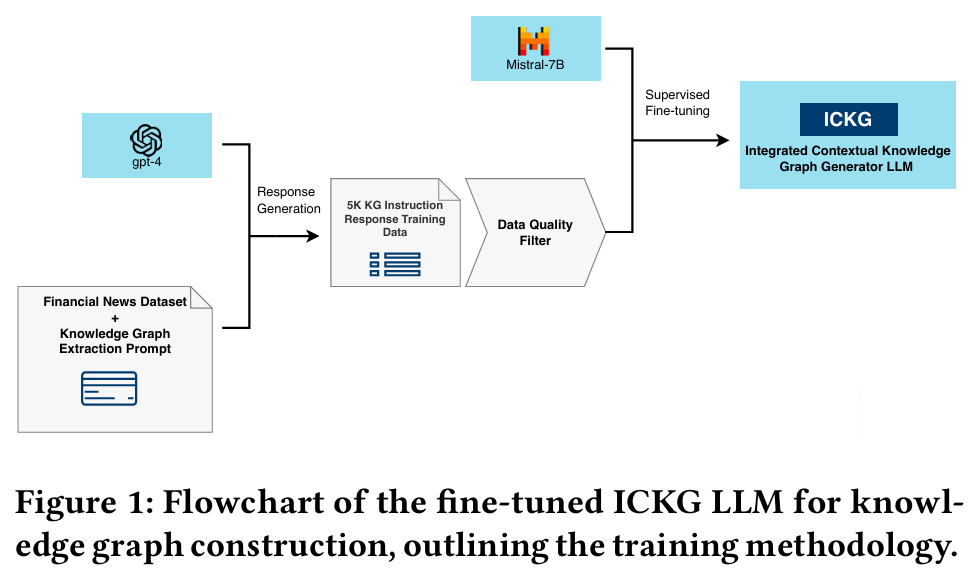 Mistral-7B
Supervised
Fine-tuning
ICKG
Integrated Contextual Knowledge
Graph Generator LLM
gpt-4
Response
Generation
5K KG Instruction
Response Training
Data
Data Quality
Filter
Financial News Dataset
+
Knowledge Graph
Extraction Prompt
Figure 1: Flowchart of the fine-tuned ICKG LLM for knowl-
edge graph construction, outlining the training methodology.